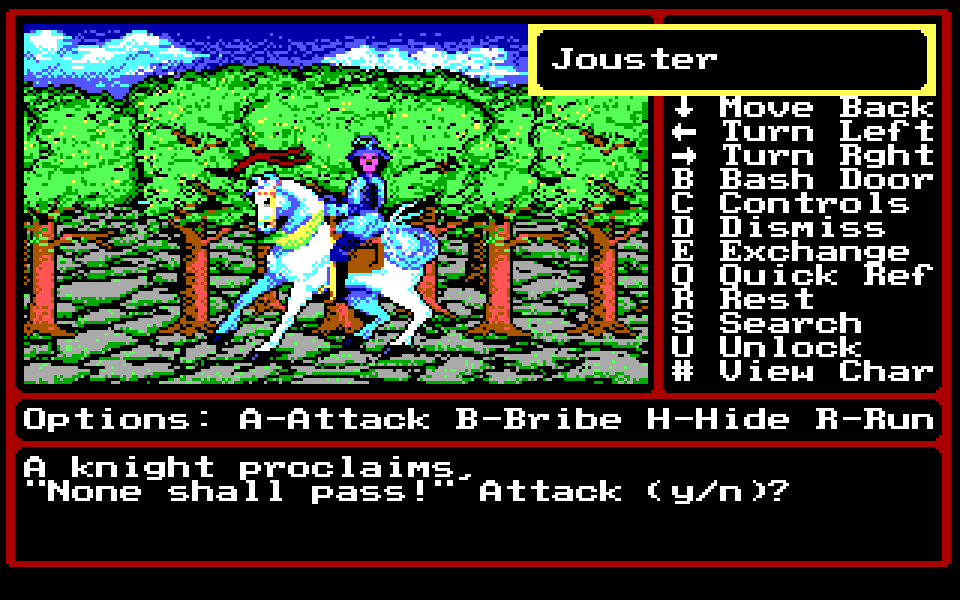 Jouster
↓ Move Back
← Turn Left
→ Turn Rght
B Bash Door
C Controls
D Dismiss
E Exchange
Q Quick Ref
R Rest
S Search
U Unlock
# View Char
Options: A-Attack B-Bribe H-Hide R-Run
A knight proclaims,
"None shall pass!" Attack (y/n)?